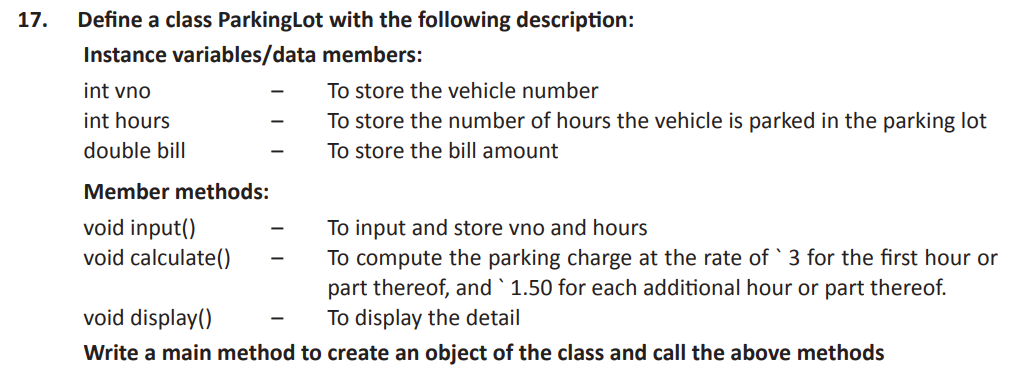 17. Define a class ParkingLot with the following description:
Instance variables/data members:
int vno – To store the vehicle number
int hours – To store the number of hours the vehicle is parked in the parking lot
double bill – To store the bill amount
Member methods:
void input() – To input and store vno and hours
void calculate() – To compute the parking charge at the rate of ` 3 for the first hour or
part thereof, and ` 1.50 for each additional hour or part thereof.
void display() – To display the detail
Write a main method to create an object of the class and call the above methods